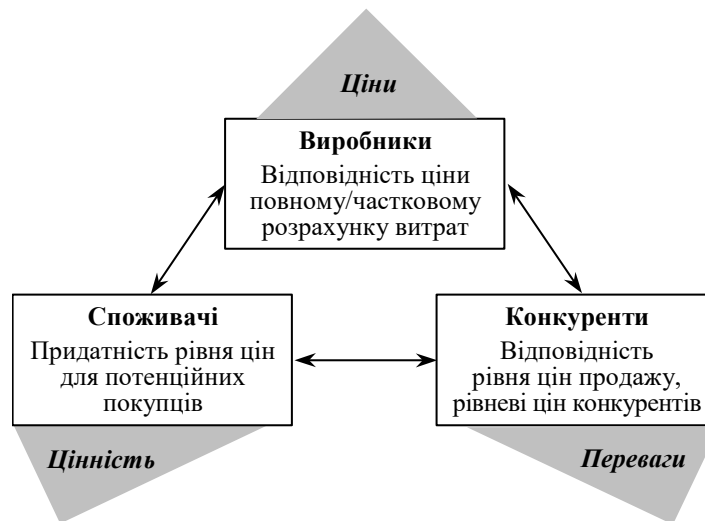 Ціни
Виробники
Відповідність ціни
повному/частковому
розрахунку витрат
Споживачі
Придатність рівня цін
для потенційних
покупців
Конкуренти
Відповідність
рівня цін продажу,
рівневі цін конкурентів
Цінність
Переваги